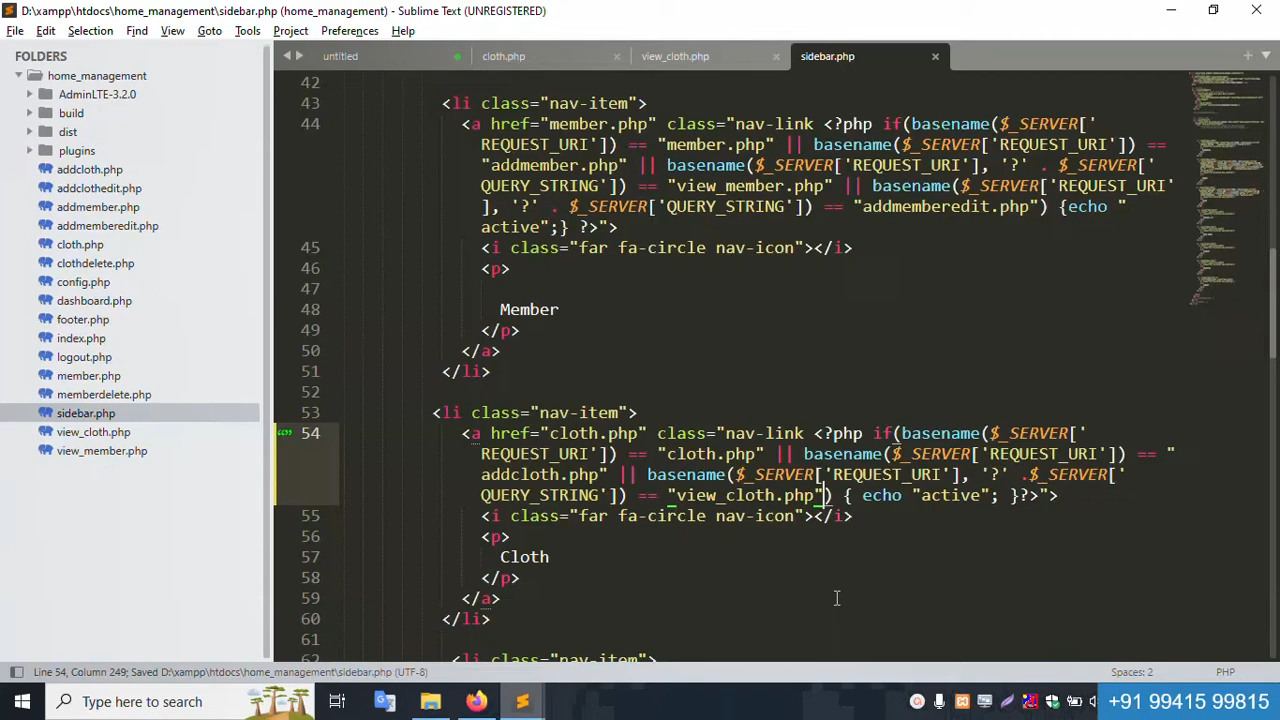 D:\xampp\htdocs\home_management\sidebar.php (home_management) - Sublime Text (UNREGISTERED)
File Edit Selection Find View Goto Tools Project Preferences Help
FOLDERS
home_management
AdminLTE-3.2.0
build
dist
plugins
addcloth.php
addclothedit.php
addmember.php
addmemberedit.php
cloth.php
clothdelete.php
config.php
dashboard.php
footer.php
index.php
logout.php
member.php
memberdelete.php
sidebar.php
view_cloth.php
view_member.php
untitled cloth.php view_cloth.php sidebar.php
42
43 <li class="nav-item">
44 <a href="member.php" class="nav-link <?php if(basename($_SERVER['
REQUEST_URI']) == "member.php" || basename($_SERVER['REQUEST_URI']) ==
"addmember.php" || basename($_SERVER['REQUEST_URI'], '?' . $_SERVER['
QUERY_STRING']) == "view_member.php" || basename($_SERVER['REQUEST_URI'
], '?' . $_SERVER['QUERY_STRING']) == "addmemberedit.php") {echo "
active";} ?>">
45 <i class="far fa-circle nav-icon"></i>
46 <p>
47
48 Member
49 </p>
50 </a>
51 </li>
52
53 <li class="nav-item">
54 <a href="cloth.php" class="nav-link <?php if(basename($_SERVER['
REQUEST_URI']) == "cloth.php" || basename($_SERVER['REQUEST_URI']) == "
addcloth.php" || basename($_SERVER['REQUEST_URI'], '?' .$_SERVER['
QUERY_STRING']) == "view_cloth.php") { echo "active"; }?>">
55 <i class="far fa-circle nav-icon"></i>
56 <p>
57 Cloth
58 </p>
59 </a>
60 </li>
61
62 <li class="nav-item">
Line 54, Column 249; Saved D:\xampp\htdocs\home_management\sidebar.php (UTF-8) Spaces: 2 PHP
Type here to search
+91 99415 99815